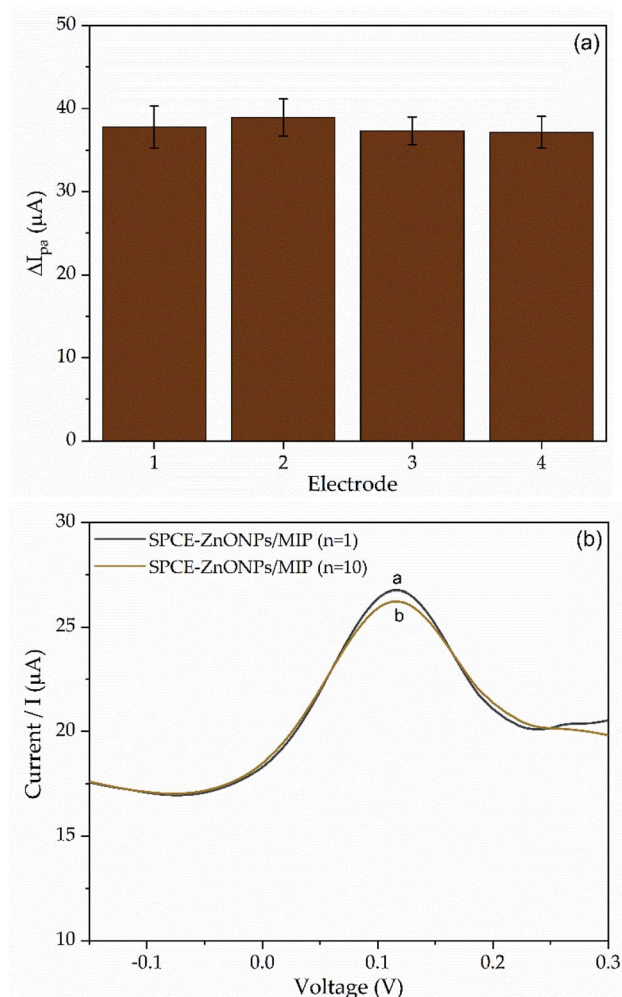 (a)
50
40
30
20
10
0
ΔIpa (μA)
1 2 3 4
Electrode
(b)
SPCE-ZnONPs/MIP (n=1)
SPCE-ZnONPs/MIP (n=10)
a
b
30
25
20
15
10
Current / I (μA)
-0.1 0.0 0.1 0.2 0.3
Voltage (V)